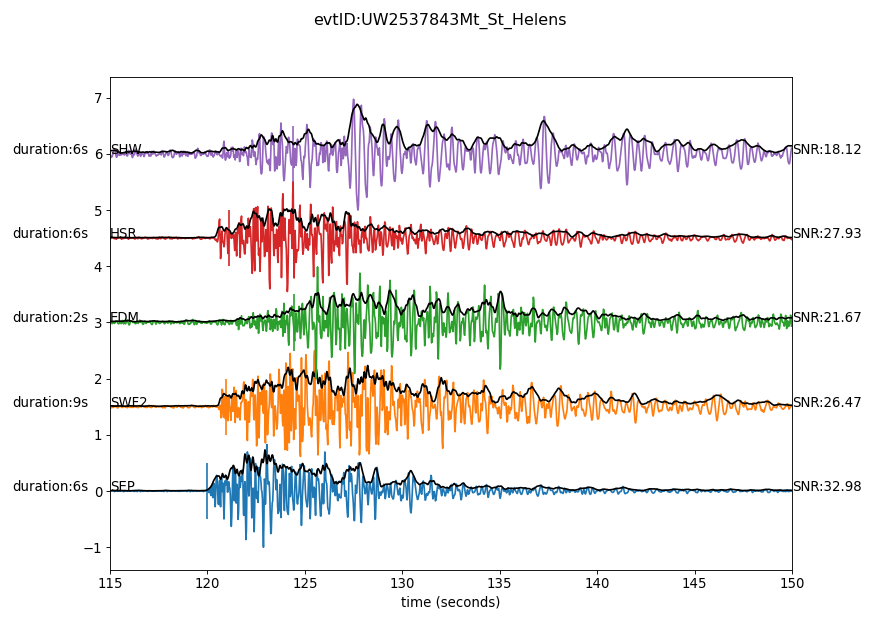 evtID:UW2537843Mt_St_Helens
7
duration:6s SHW SNR:18.12
6
5
duration:6s HSR SNR:27.93
4
duration:2s EDM SNR:21.67
3
2
duration:9s SWF2 SNR:26.47
1
duration:6s SEP SNR:32.98
0
−1
115 120 125 130 135 140 145 150
time (seconds)